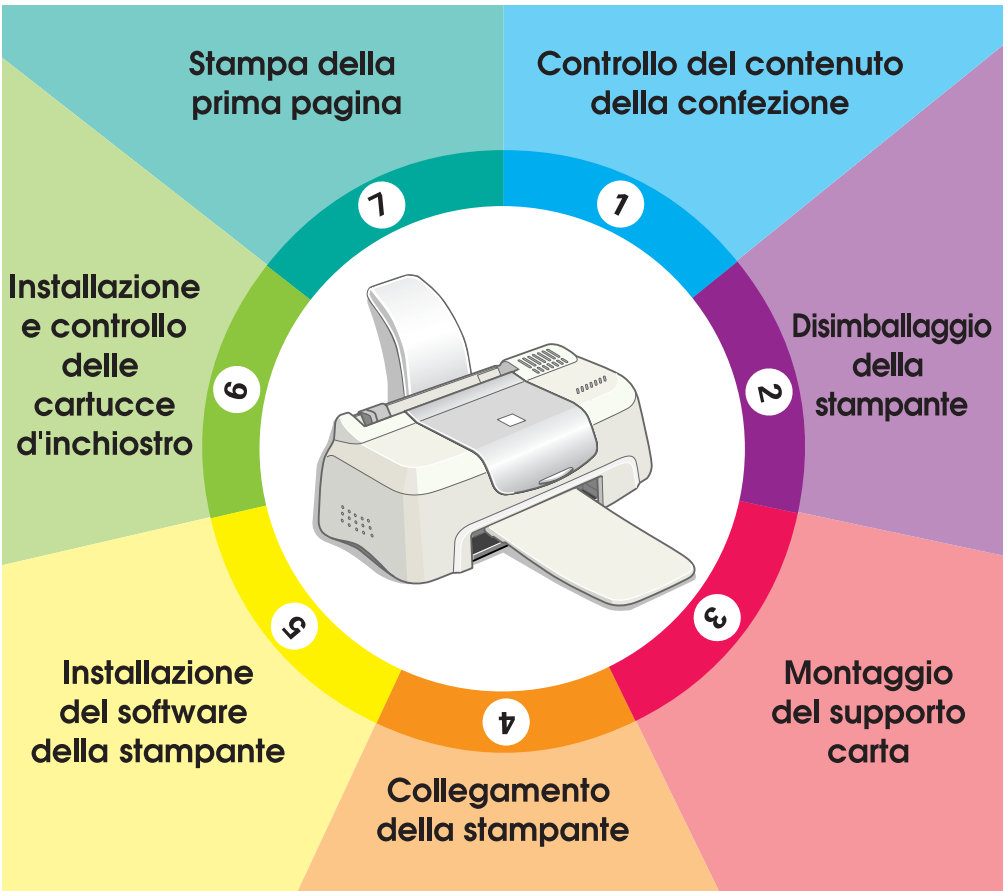 1
Controllo del contenuto
della confezione
2
Disimballaggio
della
stampante
3
Montaggio
del supporto
carta
4
Collegamento
della stampante
5
Installazione
del software
della stampante
6
Installazione
e controllo
delle
cartucce
d'inchiostro
7
Stampa della
prima pagina